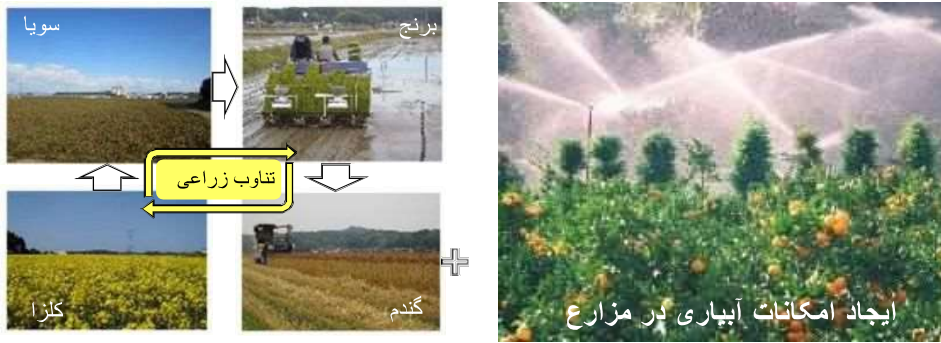 سویا
برنج
تناوب زراعی
کلزا
گندم
ایجاد امکانات آبیاری در مزارع